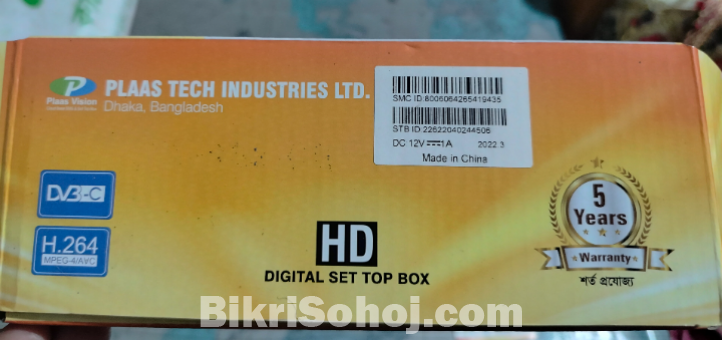 PLAAS TECH INDUSTRIES LTD.
Dhaka, Bangladesh
Plaas Vision
SMC ID:8006064265419435
STB ID:22622040244506
DC 12V⎓1A 2022.3
Made in China
DVB-C
H.264
MPEG-4/AVC
HD
DIGITAL SET TOP BOX
5
Years
Warranty
শর্ত প্রযোজ্য
BikriSohoj.com